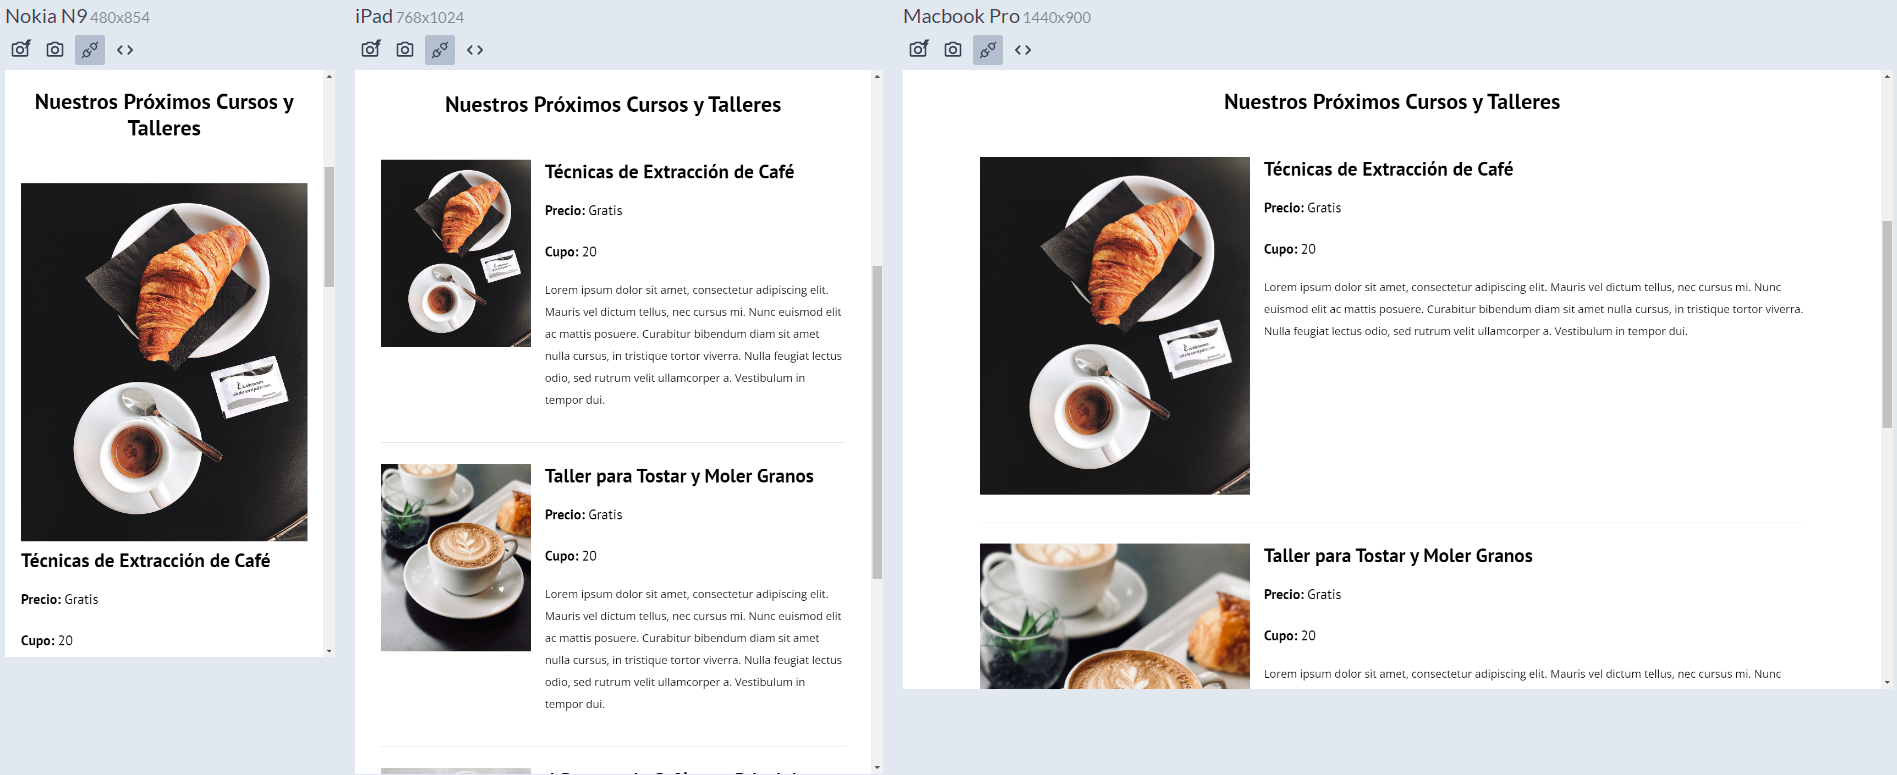 Nokia N9 480x854
Nuestros Próximos Cursos y
Talleres
Técnicas de Extracción de Café
Precio: Gratis
Cupo: 20
iPad 768x1024
Nuestros Próximos Cursos y Talleres
Técnicas de Extracción de Café
Precio: Gratis
Cupo: 20
Lorem ipsum dolor sit amet, consectetur adipiscing elit.
Mauris vel dictum tellus, nec cursus mi. Nunc euismod elit
ac mattis posuere. Curabitur bibendum diam sit amet
nulla cursus, in tristique tortor viverra. Nulla feugiat lectus
odio, sed rutrum velit ullamcorper a. Vestibulum in
tempor dui.
Taller para Tostar y Moler Granos
Precio: Gratis
Cupo: 20
Lorem ipsum dolor sit amet, consectetur adipiscing elit.
Mauris vel dictum tellus, nec cursus mi. Nunc euismod elit
ac mattis posuere. Curabitur bibendum diam sit amet
nulla cursus, in tristique tortor viverra. Nulla feugiat lectus
odio, sed rutrum velit ullamcorper a. Vestibulum in
tempor dui.
Macbook Pro 1440x900
Nuestros Próximos Cursos y Talleres
Técnicas de Extracción de Café
Precio: Gratis
Cupo: 20
Lorem ipsum dolor sit amet, consectetur adipiscing elit. Mauris vel dictum tellus, nec cursus mi. Nunc
euismod elit ac mattis posuere. Curabitur bibendum diam sit amet nulla cursus, in tristique tortor viverra.
Nulla feugiat lectus odio, sed rutrum velit ullamcorper a. Vestibulum in tempor dui.
Taller para Tostar y Moler Granos
Precio: Gratis
Cupo: 20
Lorem ipsum dolor sit amet, consectetur adipiscing elit. Mauris vel dictum tellus, nec cursus mi. Nunc